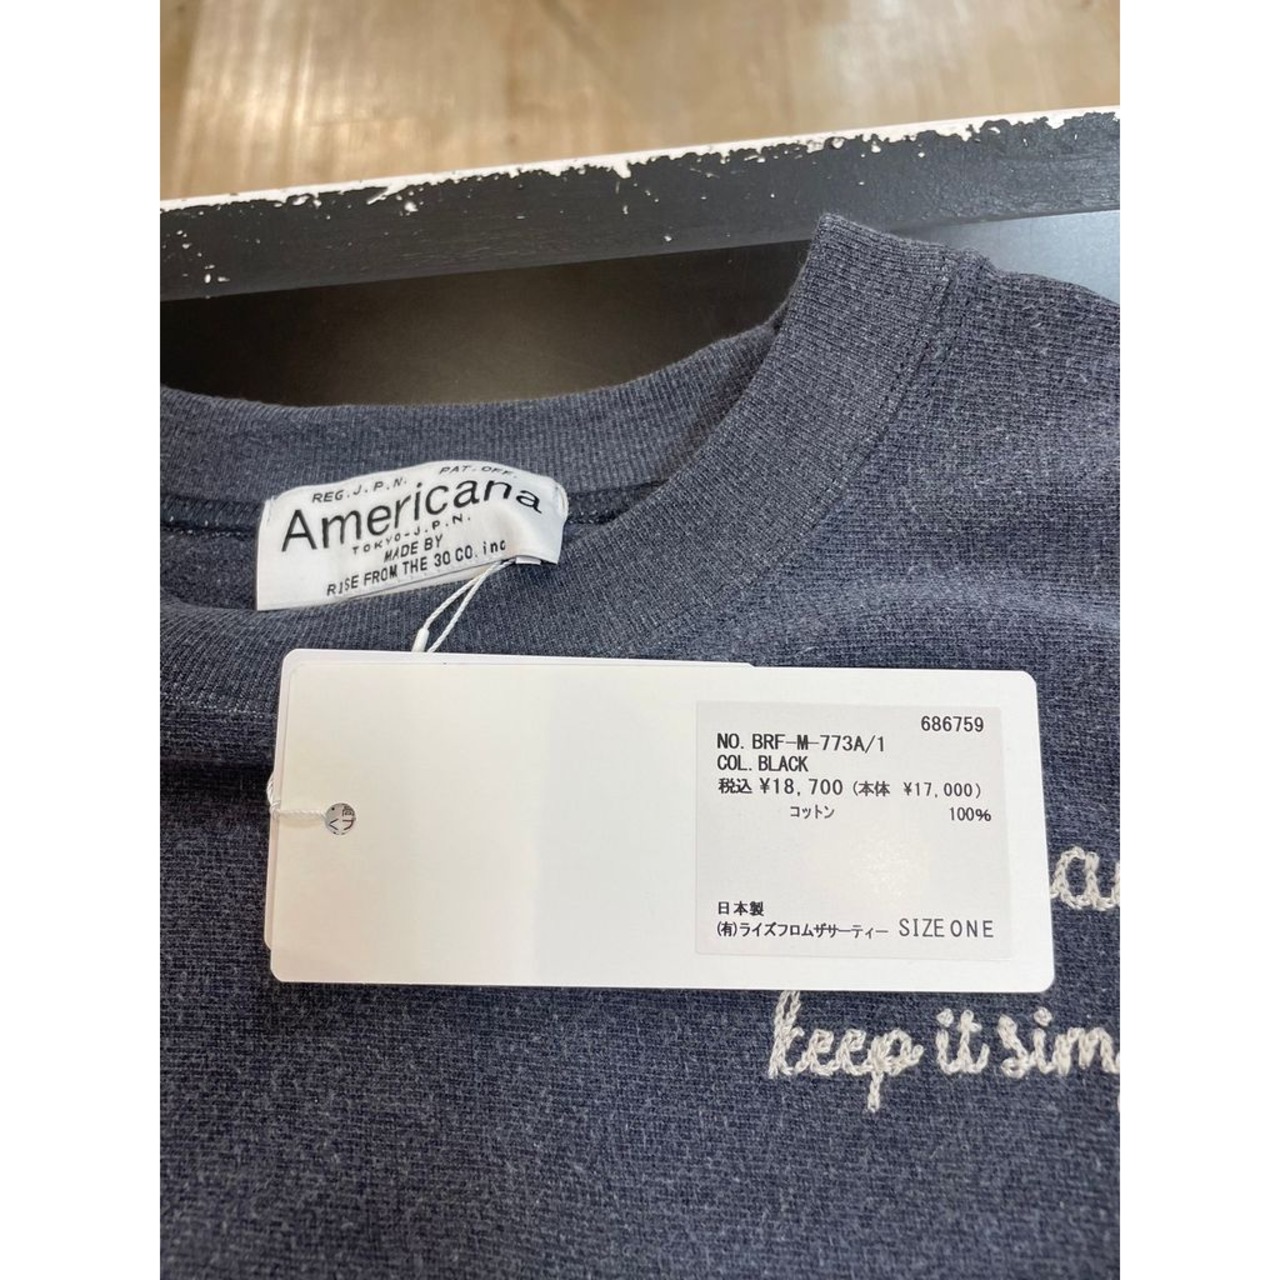 REG.J.P.N. PAT.OFF.
Americana
TOKYO-J.P.N.
MADE BY
RISE FROM THE 30 CO. inc
686759
NO. BRF-M-773A/1
COL. BLACK
税込 ¥18,700 (本体 ¥17,000)
コットン 100%
日本製
(有)ライズフロムザサーティー SIZE ONE
keep it sim